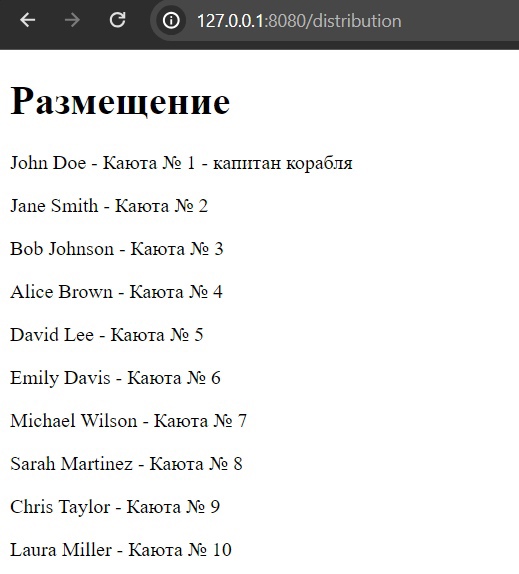 127.0.0.1:8080/distribution
Размещение
John Doe - Каюта № 1 - капитан корабля
Jane Smith - Каюта № 2
Bob Johnson - Каюта № 3
Alice Brown - Каюта № 4
David Lee - Каюта № 5
Emily Davis - Каюта № 6
Michael Wilson - Каюта № 7
Sarah Martinez - Каюта № 8
Chris Taylor - Каюта № 9
Laura Miller - Каюта № 10